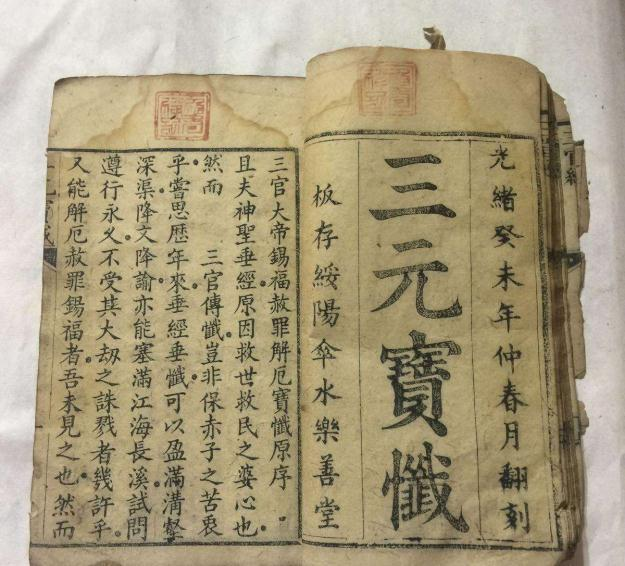 光緒癸未年仲春月翻刻
三元寶懺
板存綏陽傘水樂善堂
三官大帝錫福赦罪解厄寶懺原序
且夫神聖垂經原因救世救民之婆心也
然而 三官傳懺豈非保赤子之苦衷
乎嘗思歷年來垂經垂懺可以盈滿溝壑
深渠降文降諭亦能塞滿江海長溪試問
遵行永久不受其大劫之誅戮者幾許乎
又能解厄赦罪錫福者吾未見之也然而
三官經